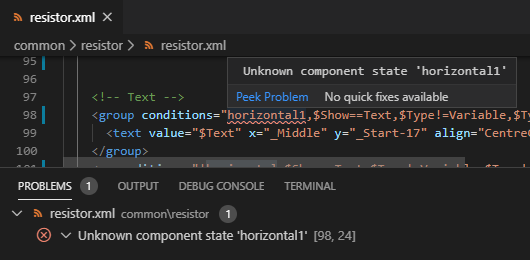 resistor.xml
common > resistor > resistor.xml
95
96
Unknown component state 'horizontal1'
Peek Problem No quick fixes available
97 <!-- Text -->
98 <group conditions="horizontal1,$Show==Text,$Type!=Variable,$Ty
99 <text value="$Text" x="_Middle" y="_Start-17" align="Centre
100 </group>
PROBLEMS 1 OUTPUT DEBUG CONSOLE TERMINAL
resistor.xml common\resistor 1
Unknown component state 'horizontal1' [98, 24]